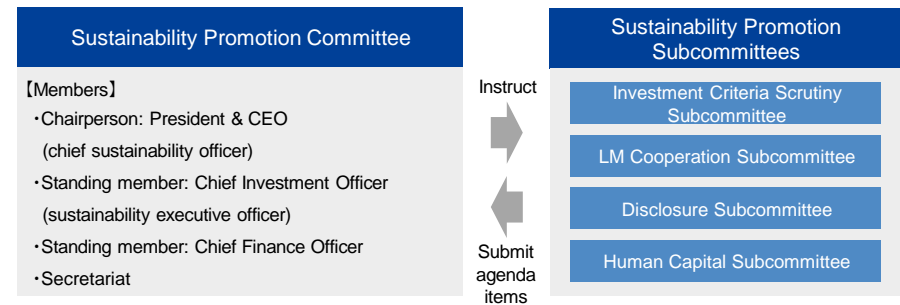 Sustainability Promotion Committee
【Members】
・Chairperson: President & CEO
(chief sustainability officer)
・Standing member: Chief Investment Officer
(sustainability executive officer)
・Standing member: Chief Finance Officer
・Secretariat
Instruct
Submit
agenda
items
Sustainability Promotion
Subcommittees
Investment Criteria Scrutiny
Subcommittee
LM Cooperation Subcommittee
Disclosure Subcommittee
Human Capital Subcommittee